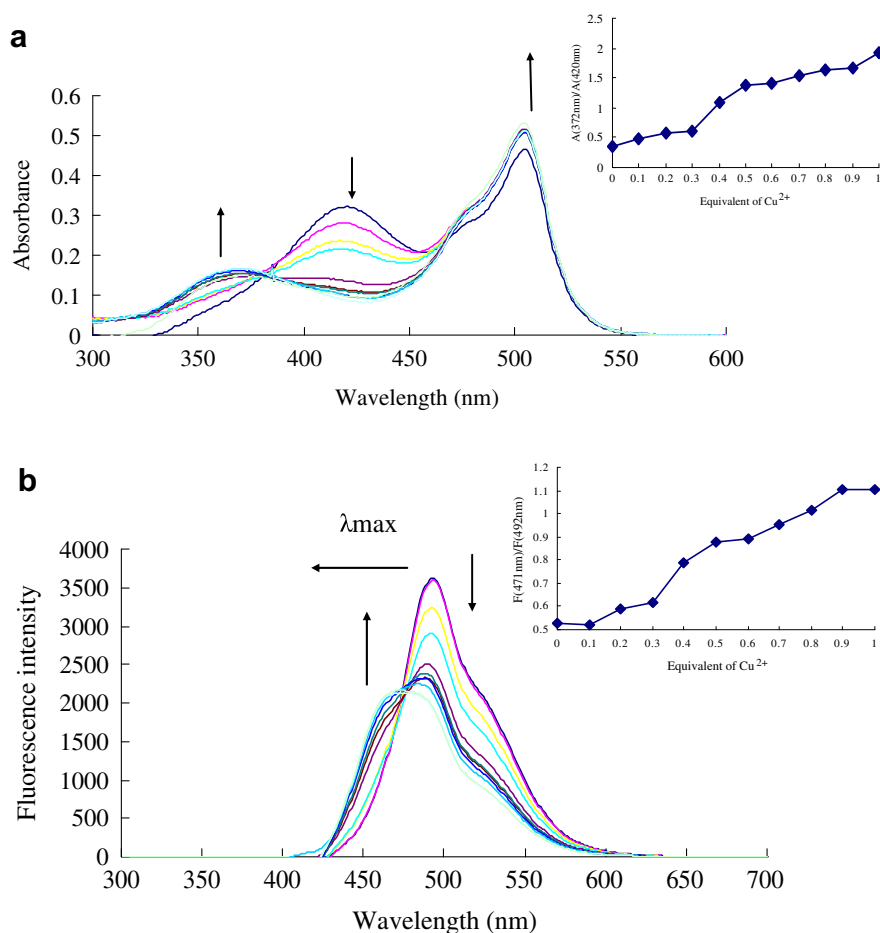 a
Absorbance
0.6
0.5
0.4
0.3
0.2
0.1
0
300 350 400 450 500 550 600
Wavelength (nm)
A(372nm)/A(420nm)
2.5
2
1.5
1
0.5
0
0 0.1 0.2 0.3 0.4 0.5 0.6 0.7 0.8 0.9 1
Equivalent of Cu2+
b
λmax
Fluorescence intensity
4000
3500
3000
2500
2000
1500
1000
500
0
300 350 400 450 500 550 600 700
Wavelength (nm)
F(471nm)/F(492nm)
1.2
1.1
1
0.9
0.8
0.7
0.6
0.5
0 0.1 0.2 0.3 0.4 0.5 0.6 0.7 0.8 0.9 1
Equivalent of Cu2+